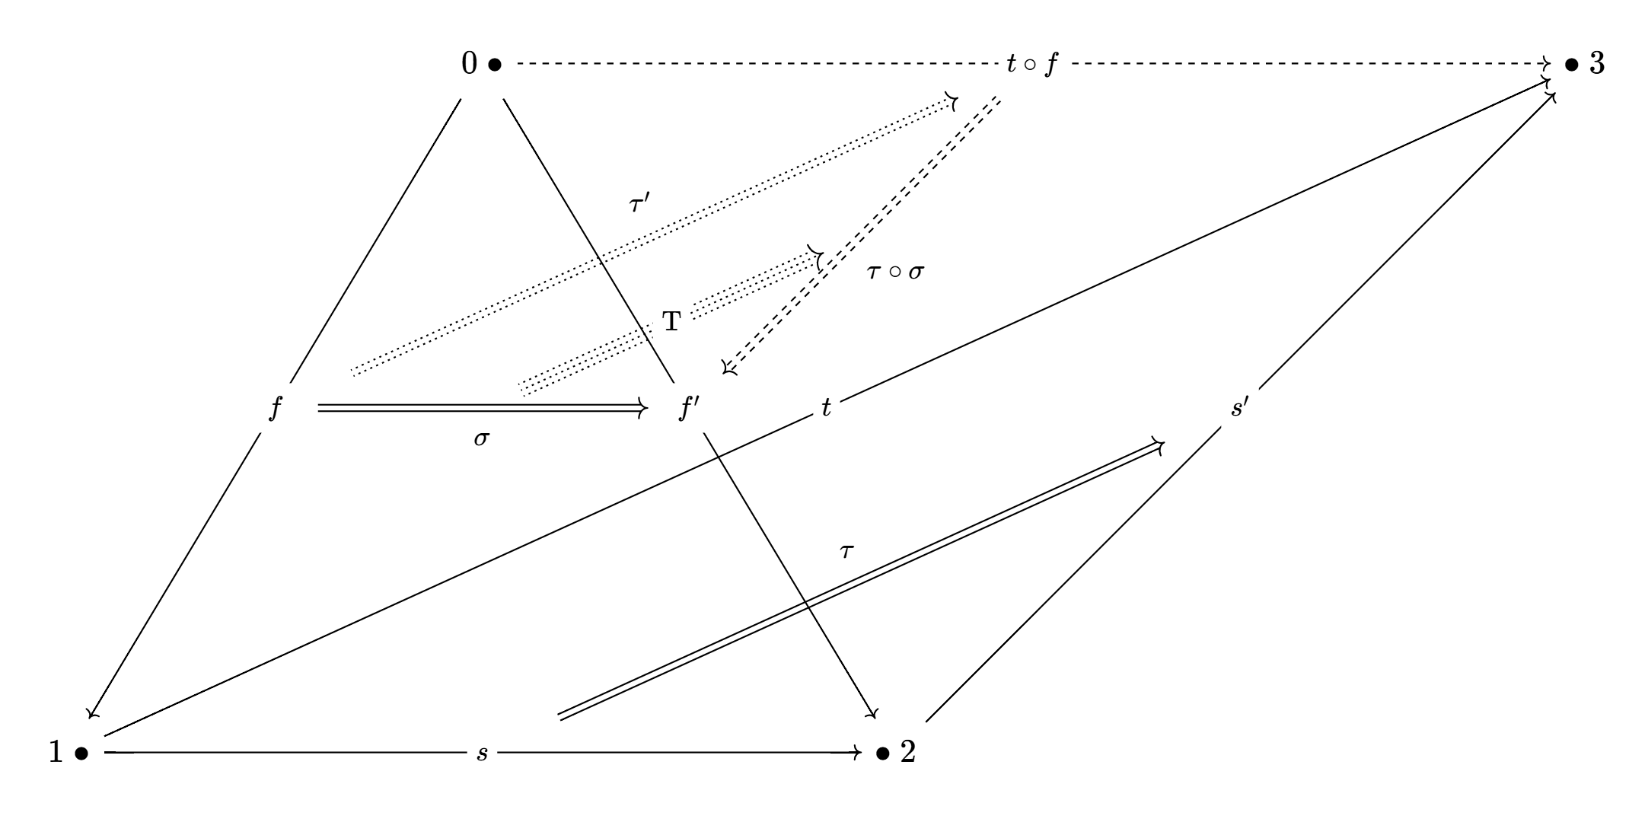 0 • t ∘ f • 3
τ′
τ ∘ σ
T
f f′ t s′
σ
τ
1 • s • 2